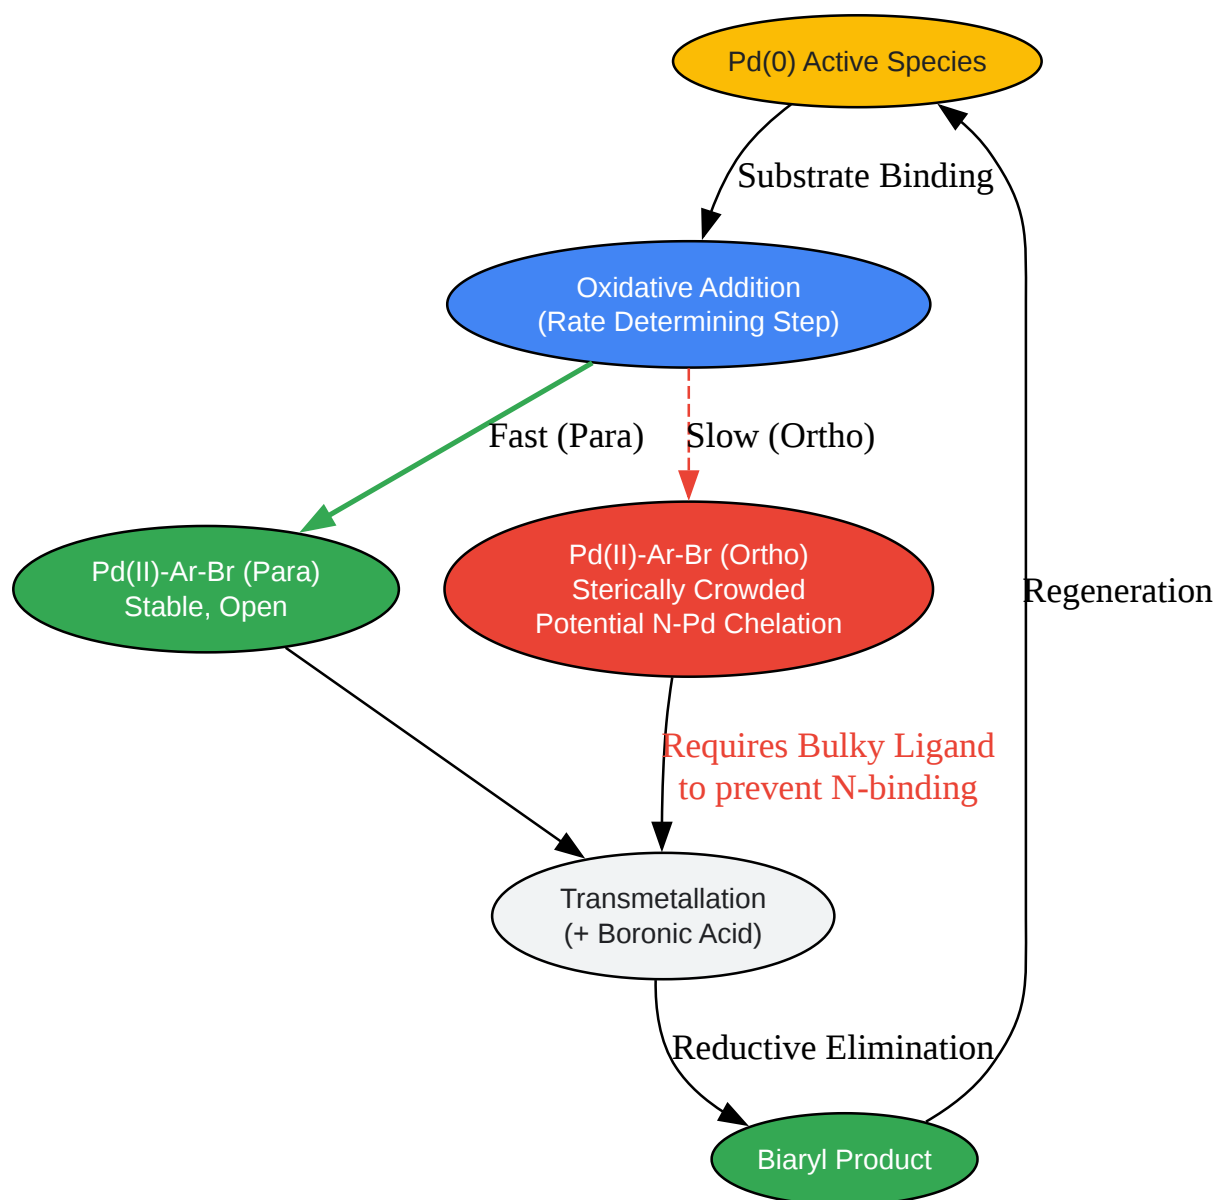 Pd(0) Active Species
Substrate Binding
Oxidative Addition
(Rate Determining Step)
Fast (Para)
Slow (Ortho)
Pd(II)-Ar-Br (Para)
Stable, Open
Pd(II)-Ar-Br (Ortho)
Sterically Crowded
Potential N-Pd Chelation
Regeneration
Requires Bulky Ligand
to prevent N-binding
Transmetallation
(+ Boronic Acid)
Reductive Elimination
Biaryl Product